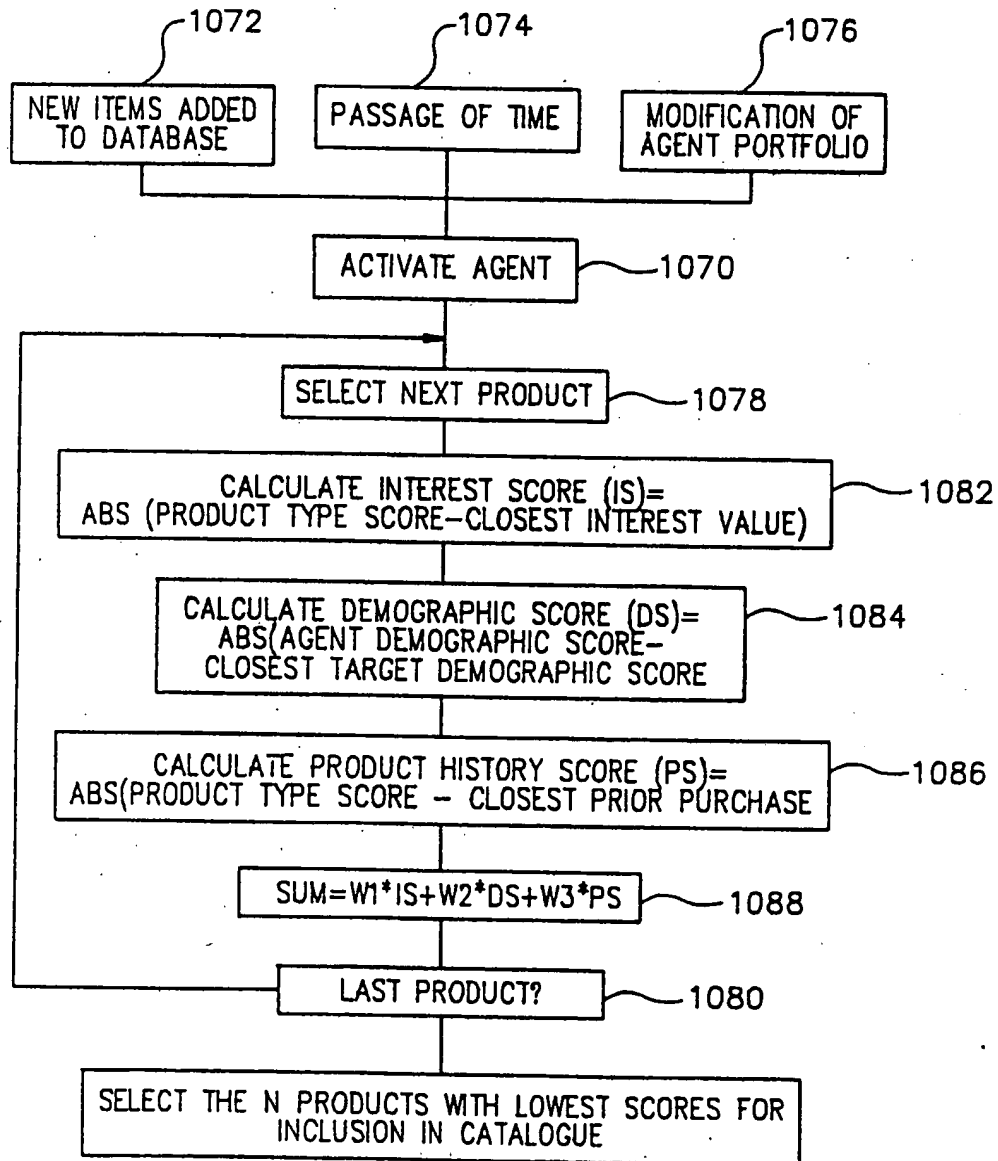 1072
1074
1076
NEW ITEMS ADDED
TO DATABASE
PASSAGE OF TIME
MODIFICATION OF
AGENT PORTFOLIO
ACTIVATE AGENT
1070
SELECT NEXT PRODUCT
1078
CALCULATE INTEREST SCORE (IS)=
ABS (PRODUCT TYPE SCORE-CLOSEST INTEREST VALUE)
1082
CALCULATE DEMOGRAPHIC SCORE (DS)=
ABS(AGENT DEMOGRAPHIC SCORE-
CLOSEST TARGET DEMOGRAPHIC SCORE
1084
CALCULATE PRODUCT HISTORY SCORE (PS)=
ABS(PRODUCT TYPE SCORE - CLOSEST PRIOR PURCHASE
1086
SUM=W1*IS+W2*DS+W3*PS
1088
LAST PRODUCT?
1080
SELECT THE N PRODUCTS WITH LOWEST SCORES FOR
INCLUSION IN CATALOGUE